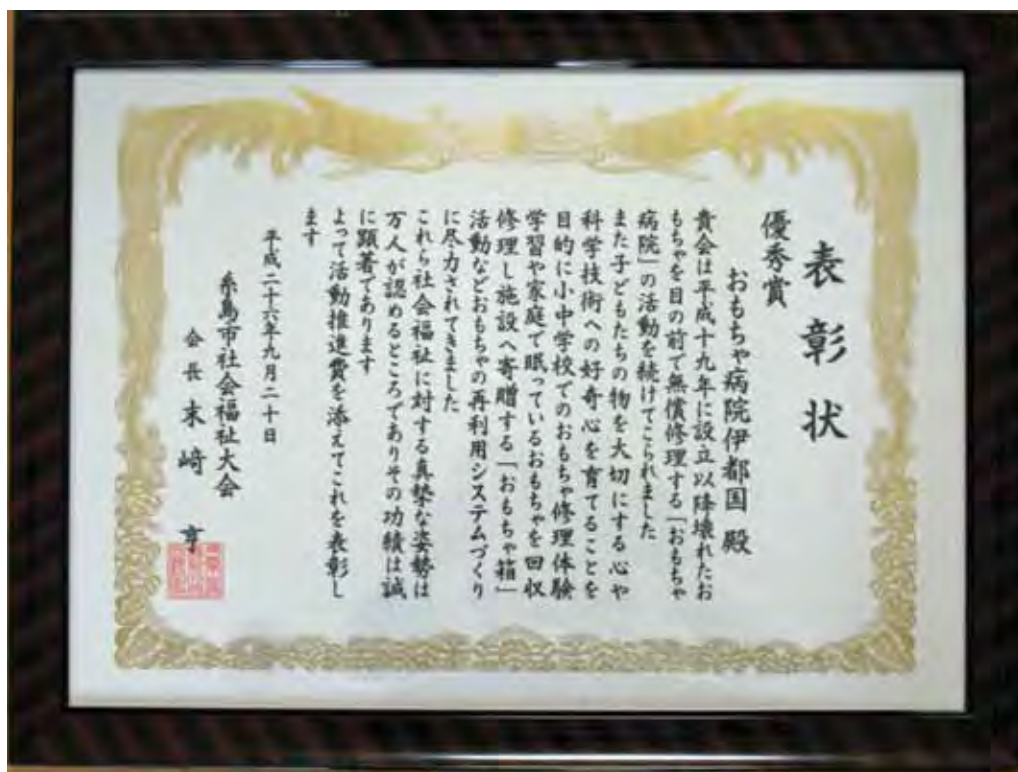 表彰状
優秀賞
おもちゃ病院伊都国 殿
貴会は平成十九年に設立以降壊れたお
もちゃを目の前で無償修理する「おもちゃ
病院」の活動を続けてこられました
また子どもたちの物を大切にする心や
科学技術への好奇心を育てることを
目的に小中学校でのおもちゃ修理体験
学習や家庭で眠っているおもちゃを回収
修理し施設へ寄贈する「おもちゃ箱」
活動などおもちゃの再利用システムづくり
に尽力されてきました
これら社会福祉に対する真摯な姿勢は
万人が認めるところでありその功績は誠
に顕著であります
よって活動推進費を添えてこれを表彰し
ます
平成二十六年九月二十日
糸島市社会福祉大会
会長 末﨑 亨